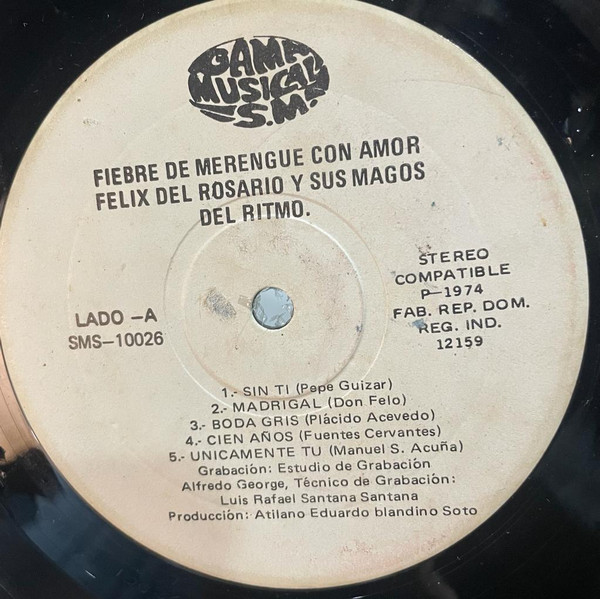 GAMA
MUSICAL
S.M.
FIEBRE DE MERENGUE CON AMOR
FELIX DEL ROSARIO Y SUS MAGOS
DEL RITMO.
LADO -A
SMS-10026
STEREO
COMPATIBLE
P-1974
FAB. REP. DOM.
REG. IND.
12159
1.- SIN TI (Pepe Guizar)
2.- MADRIGAL (Don Felo)
3.- BODA GRIS (Plácido Acevedo)
4.- CIEN AÑOS (Fuentes Cervantes)
5.- UNICAMENTE TU (Manuel S. Acuña)
Grabación: Estudio de Grabación
Alfredo George, Técnico de Grabación:
Luis Rafael Santana Santana
Producción: Atilano Eduardo blandino Soto